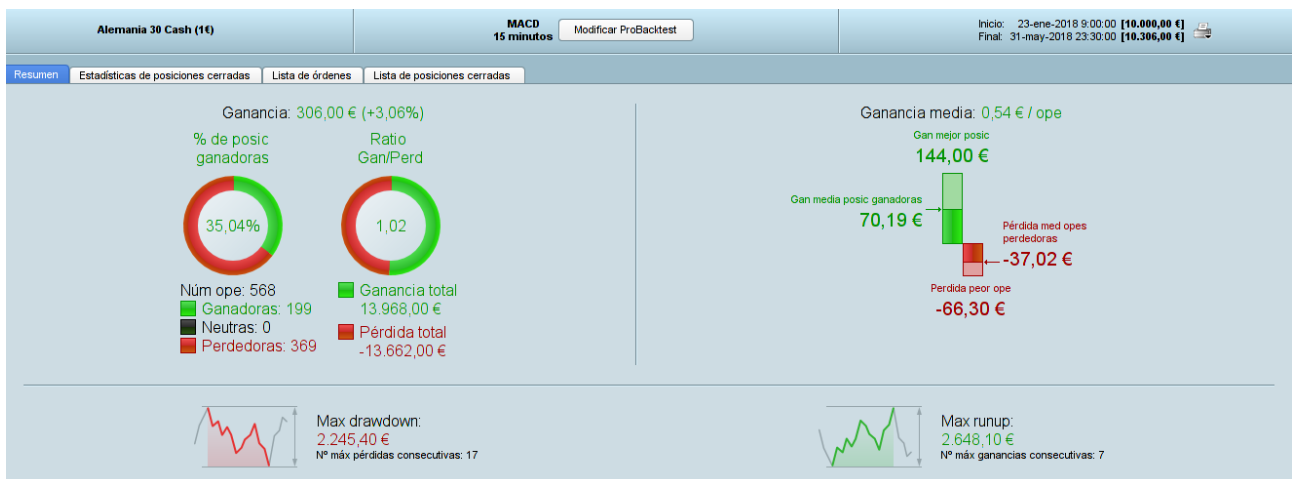 Alemania 30 Cash (1€)
MACD
15 minutos
Modificar ProBacktest
Inicio: 23-ene-2018 9:00:00 [10.000,00 €]
Final: 31-may-2018 23:30:00 [10.306,00 €]
Resumen
Estadísticas de posiciones cerradas
Lista de órdenes
Lista de posiciones cerradas
Ganancia: 306,00 € (+3,06%)
% de posic
ganadoras
35,04%
Núm ope: 568
Ganadoras: 199
Neutras: 0
Perdedoras: 369
Ratio
Gan/Perd
1,02
Ganancia total
13.968,00 €
Pérdida total
-13.662,00 €
Ganancia media: 0,54 € / ope
Gan mejor posic
144,00 €
Gan media posic ganadoras
70,19 €
Pérdida med opes
perdedoras
-37,02 €
Perdida peor ope
-66,30 €
Max drawdown:
2.245,40 €
Nº máx pérdidas consecutivas: 17
Max runup:
2.648,10 €
Nº máx ganancias consecutivas: 7